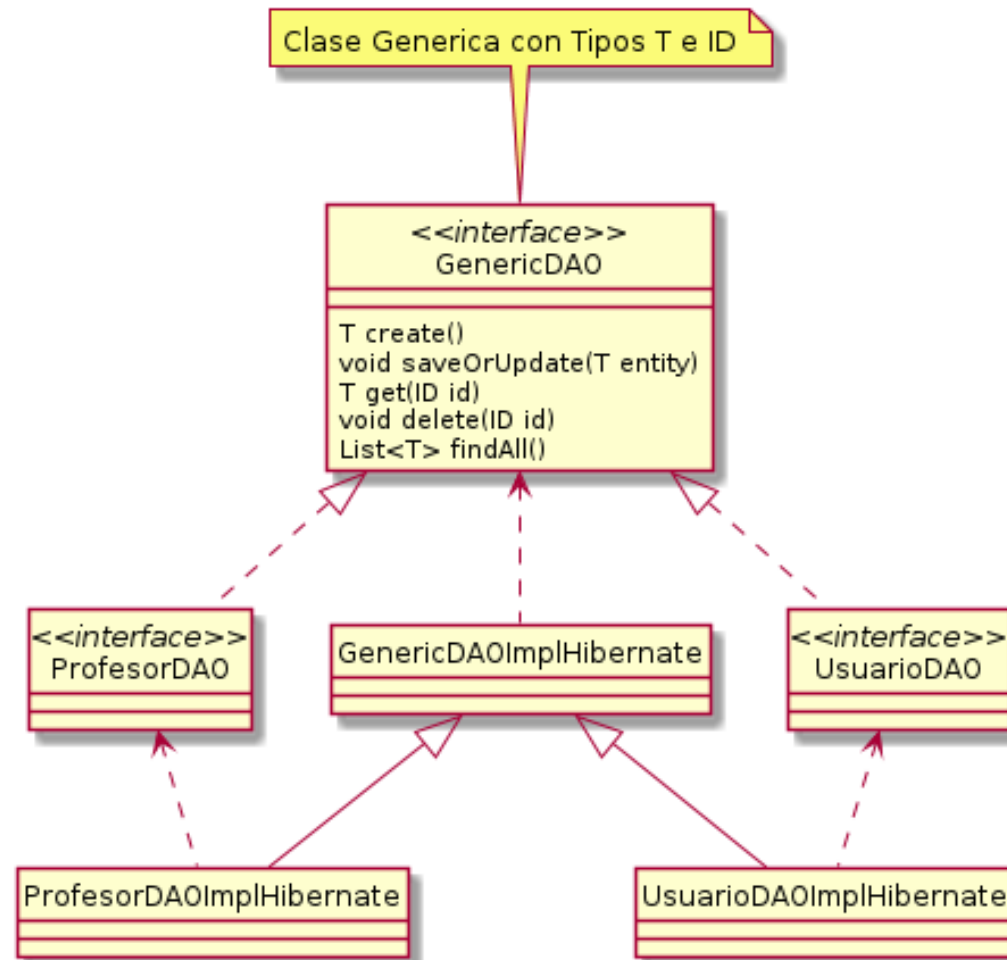 Clase Generica con Tipos T e ID
<<interface>>
GenericDAO
T create()
void saveOrUpdate(T entity)
T get(ID id)
void delete(ID id)
List<T> findAll()
<<interface>>
ProfesorDAO
GenericDAOImplHibernate
<<interface>>
UsuarioDAO
ProfesorDAOImplHibernate
UsuarioDAOImplHibernate